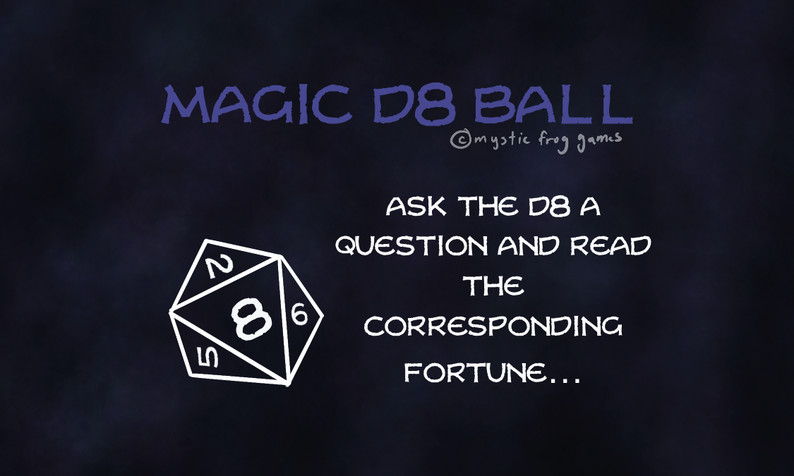 MAGIC D8 BALL
©mystic frog games
ASK THE D8 A
QUESTION AND READ
THE
CORRESPONDING
FORTUNE...
2
8
6
5